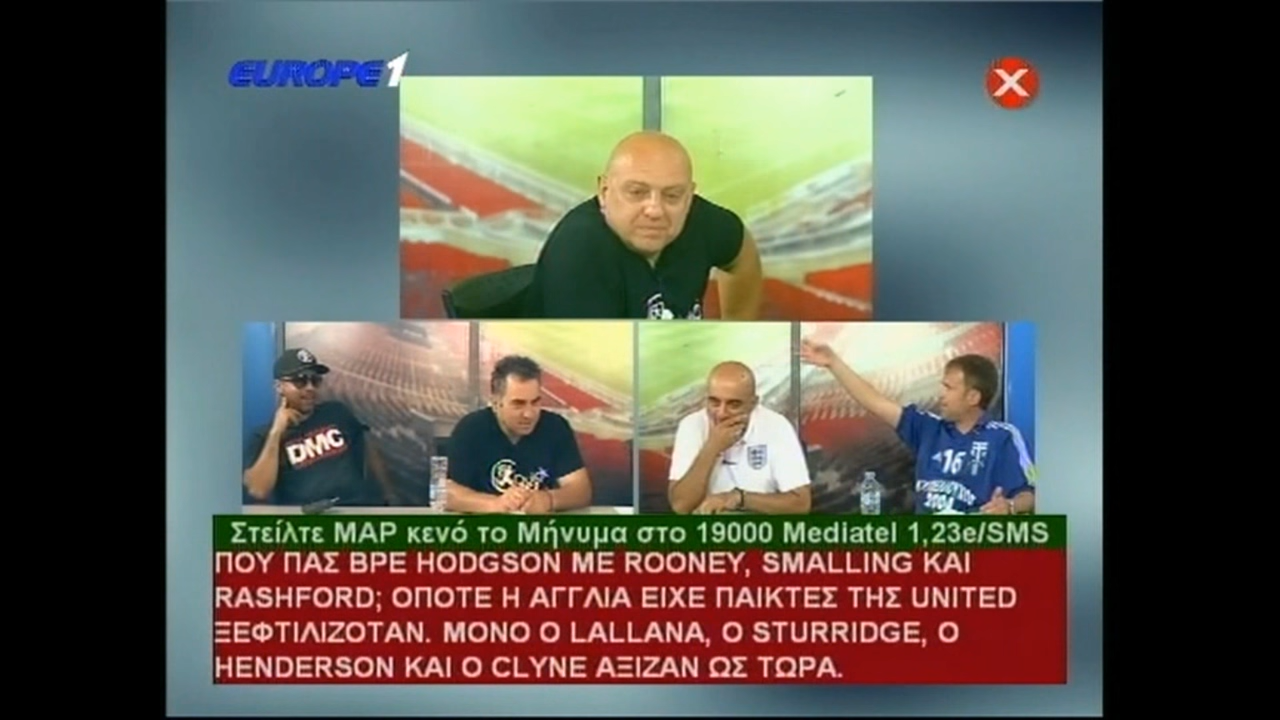 EUROPE1
X
DMC
16
2004
Στείλτε ΜΑΡ κενό το Μήνυμα στο 19000 Mediatel 1,23e/SMS
ΠΟΥ ΠΑΣ ΒΡΕ HODGSON ΜΕ ROONEY, SMALLING ΚΑΙ
RASHFORD; ΟΠΟΤΕ Η ΑΓΓΛΙΑ ΕΙΧΕ ΠΑΙΚΤΕΣ ΤΗΣ UNITED
ΞΕΦΤΙΛΙΖΟΤΑΝ. ΜΟΝΟ Ο LALLANA, Ο STURRIDGE, Ο
HENDERSON ΚΑΙ Ο CLYNE ΑΞΙΖΑΝ ΩΣ ΤΩΡΑ.